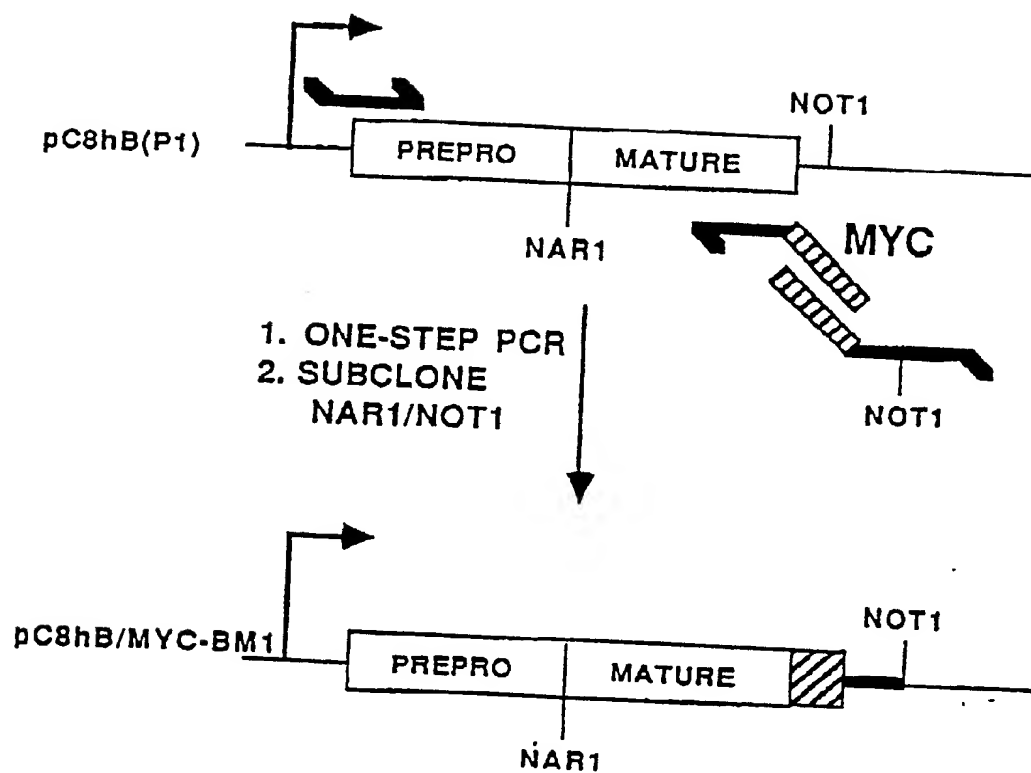 NOT1
pC8hB(P1)
PREPRO
MATURE
NAR1
MYC
1. ONE-STEP PCR
2. SUBCLONE
NAR1/NOT1
NOT1
NOT1
pC8hB/MYC-BM1
PREPRO
MATURE
NAR1